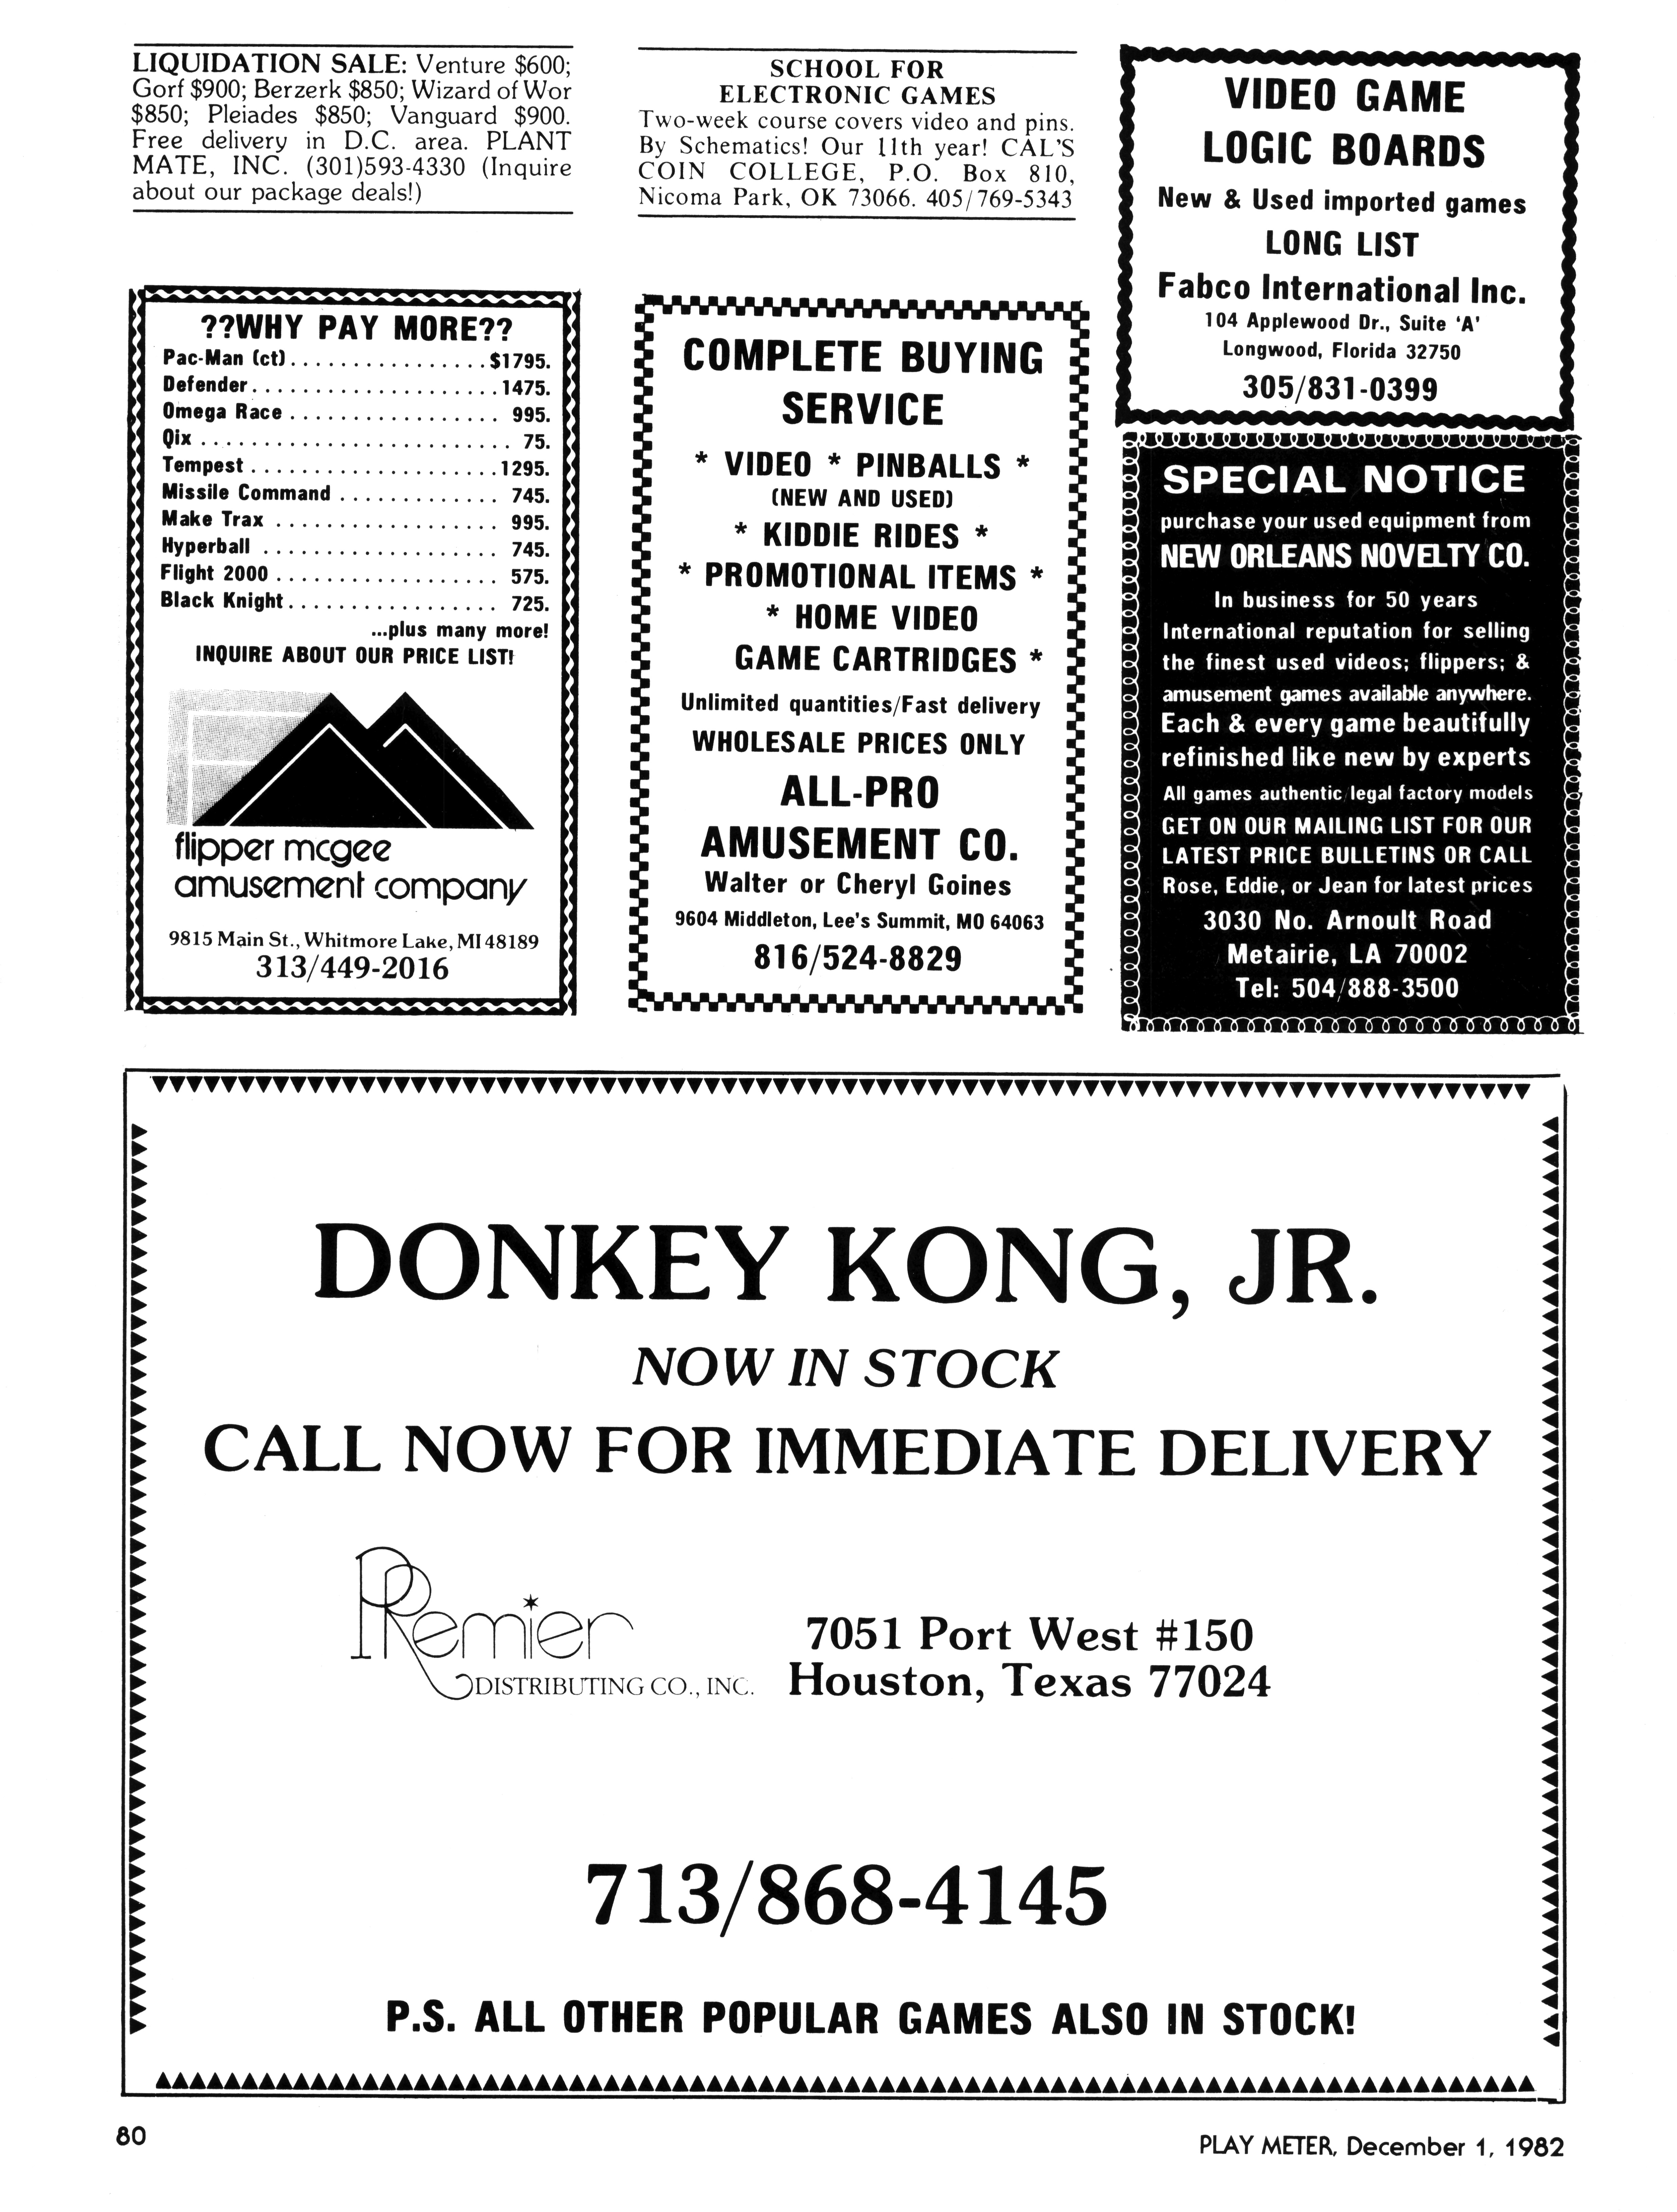 LIQUIDATION SALE: Venture $600;
Gorf $900; Berzerk $850; Wizard of Wor
$850; Pleiades $850; Vanguard $900.
Free delivery in D.C. area. PLANT
MATE, INC. (301)593-4330 (Inquire
about our package deals!)
??WHY PAY MORE??
Pac-Man (ct) . . . . . . . . . . . . . . . . $1795.
Defender . . . . . . . . . . . . . . . . . . . . 1475.
Omega Race . . . . . . . . . . . . . . . . . 995.
Qix . . . . . . . . . . . . . . . . . . . . . . . . . 75.
Tempest . . . . . . . . . . . . . . . . . . . . 1295.
Missile Command . . . . . . . . . . . . . 745.
Make Trax . . . . . . . . . . . . . . . . . . 995.
Hyperball . . . . . . . . . . . . . . . . . . . 745.
Flight 2000 . . . . . . . . . . . . . . . . . . 575.
Black Knight . . . . . . . . . . . . . . . . . 725.
...plus many more!
INQUIRE ABOUT OUR PRICE LIST!
flipper mcgee
amusement company
9815 Main St., Whitmore Lake, MI 48189
313/449-2016
SCHOOL FOR
ELECTRONIC GAMES
Two-week course covers video and pins.
By Schematics! Our 11th year! CAL'S
COIN COLLEGE, P.O. Box 810,
Nicoma Park, OK 73066. 405/769-5343
COMPLETE BUYING
SERVICE
* VIDEO * PINBALLS *
(NEW AND USED)
* KIDDIE RIDES *
* PROMOTIONAL ITEMS *
* HOME VIDEO
GAME CARTRIDGES *
Unlimited quantities/Fast delivery
WHOLESALE PRICES ONLY
ALL-PRO
AMUSEMENT CO.
Walter or Cheryl Goines
9604 Middleton, Lee's Summit, MO 64063
816/524-8829
VIDEO GAME
LOGIC BOARDS
New & Used imported games
LONG LIST
Fabco International Inc.
104 Applewood Dr., Suite 'A'
Longwood, Florida 32750
305/831-0399
SPECIAL NOTICE
purchase your used equipment from
NEW ORLEANS NOVELTY CO.
In business for 50 years
International reputation for selling
the finest used videos; flippers; &
amusement games available anywhere.
Each & every game beautifully
refinished like new by experts
All games authentic/legal factory models
GET ON OUR MAILING LIST FOR OUR
LATEST PRICE BULLETINS OR CALL
Rose, Eddie, or Jean for latest prices
3030 No. Arnoult Road
Metairie, LA 70002
Tel: 504/888-3500
DONKEY KONG, JR.
NOW IN STOCK
CALL NOW FOR IMMEDIATE DELIVERY
PRemier
DISTRIBUTING CO., INC.
7051 Port West #150
Houston, Texas 77024
713/868-4145
P.S. ALL OTHER POPULAR GAMES ALSO IN STOCK!
80
PLAY METER, December 1, 1982